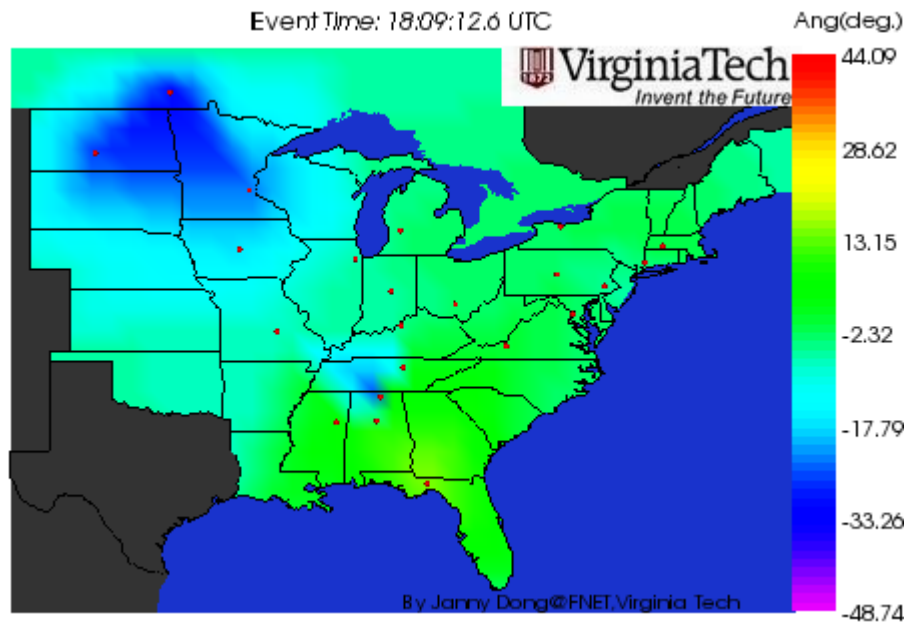 Event Time: 18:09:12.6 UTC
Ang(deg.)
VirginiaTech
1872
Invent the Future
44.09
28.62
13.15
-2.32
-17.79
-33.26
-48.74
By Janny Dong@FNET,Virginia Tech